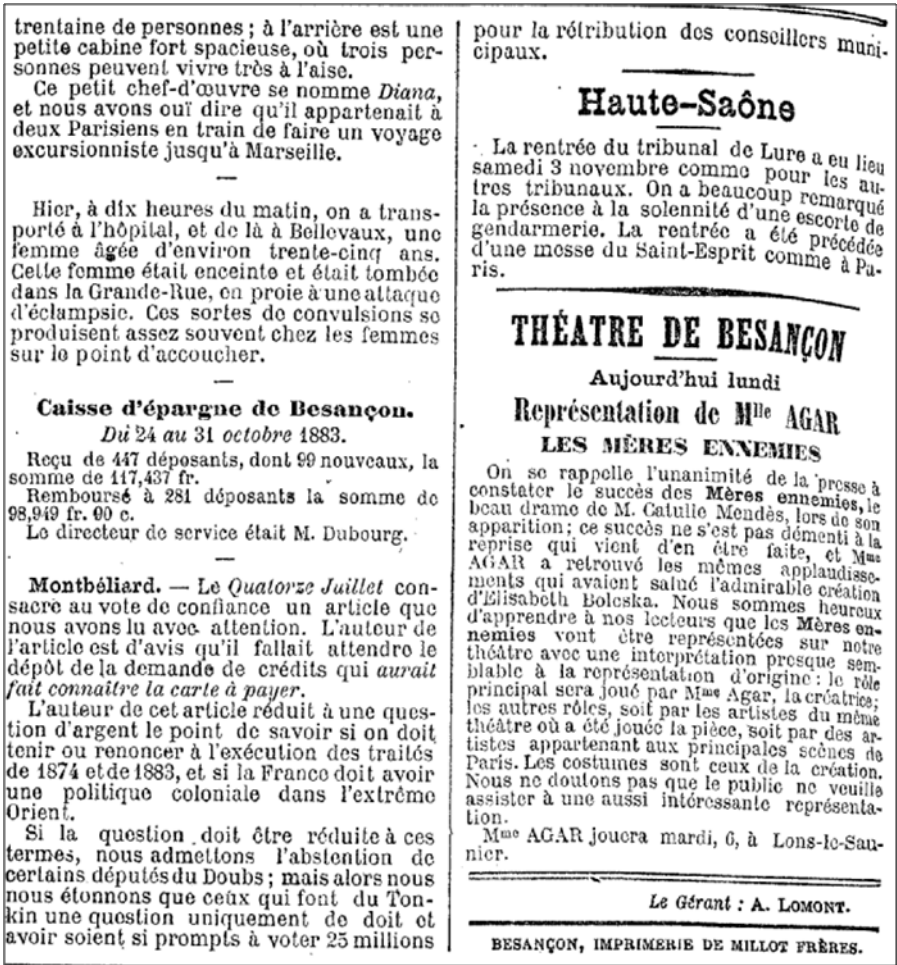 trentaine de personnes ; à l'arrière est une
petite cabine fort spacieuse, où trois per-
sonnes peuvent vivre très à l'aise.
Ce petit chef-d'œuvre se nomme Diana,
et nous avons ouï dire qu'il appartenait à
deux Parisiens en train de faire un voyage
excursionniste jusqu'à Marseille.
Hier, à dix heures du matin, on a trans-
porté à l'hôpital, et de là à Bellevaux, une
femme âgée d'environ trente-cinq ans.
Cette femme était enceinte et était tombée
dans la Grande-Rue, en proie à une attaque
d'éclampsie. Ces sortes de convulsions se
produisent assez souvent chez les femmes
sur le point d'accoucher.
Caisse d'épargne de Besançon.
Du 24 au 31 octobre 1883.
Reçu de 447 déposants, dont 99 nouveaux, la
somme de 117,437 fr.
Remboursé à 281 déposants la somme de
98,949 fr. 90 c.
Le directeur de service était M. Dubourg.
Montbéliard. — Le Quatorze Juillet con-
sacre au vote de confiance un article que
nous avons lu avec attention. L'auteur de
l'article est d'avis qu'il fallait attendre le
dépôt de la demande de crédits qui aurait
fait connaître la carte à payer.
L'auteur de cet article réduit à une ques-
tion d'argent le point de savoir si on doit
tenir ou renoncer à l'exécution des traités
de 1874 et de 1883, et si la France doit avoir
une politique coloniale dans l'extrême
Orient.
Si la question doit être réduite à ces
termes, nous admettons l'abstention de
certains députés du Doubs ; mais alors nous
nous étonnons que ceux qui font du Ton-
kin une question uniquement de doit et
avoir soient si prompts à voter 25 millions
pour la rétribution des conseillers muni-
cipaux.
Haute-Saône
La rentrée du tribunal de Lure a eu lieu
samedi 3 novembre comme pour les au-
tres tribunaux. On a beaucoup remarqué
la présence à la solennité d'une escorte de
gendarmerie. La rentrée a été précédée
d'une messe du Saint-Esprit comme à Pa-
ris.
THÉATRE DE BESANÇON
Aujourd'hui lundi
Représentation de Mlle AGAR
LES MÈRES ENNEMIES
On se rappelle l'unanimité de la presse à
constater le succès des Mères ennemies, le
beau drame de M. Catulle Mendès, lors de son
apparition ; ce succès ne s'est pas démenti à la
reprise qui vient d'en être faite, et Mme
AGAR a retrouvé les mêmes applaudisse-
ments qui avaient salué l'admirable création
d'Elisabeth Boleska. Nous sommes heureux
d'apprendre à nos lecteurs que les Mères en-
nemies vont être représentées sur notre
théâtre avec une interprétation presque sem-
blable à la représentation d'origine : le rôle
principal sera joué par Mme Agar, la créatrice;
les autres rôles, soit par les artistes du même
théâtre où a été jouée la pièce, soit par des ar-
tistes appartenant aux principales scènes de
Paris. Les costumes sont ceux de la création.
Nous ne doutons pas que le public ne veuille
assister à une aussi intéressante représenta-
tion.
Mme AGAR jouera mardi, 6, à Lons-le-Sau-
nier.
Le Gérant : A. LOMONT.
BESANÇON, IMPRIMERIE DE MILLOT FRÈRES.